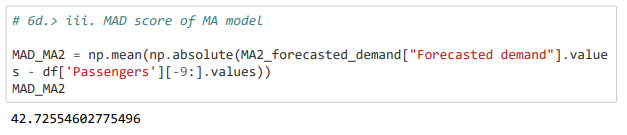 # 6d.> iii. MAD score of MA model
MAD_MA2 = np.mean(np.absolute(MA2_forecasted_demand["Forecasted demand"].value
s - df['Passengers'][-9:].values))
MAD_MA2
42.72554602775496